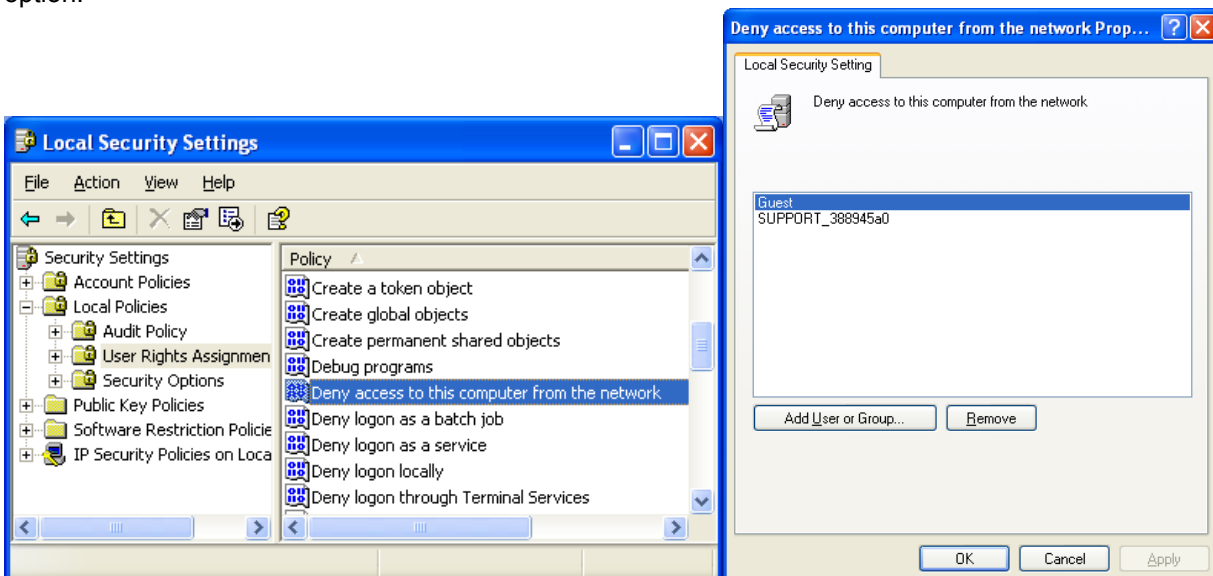 option.
Local Security Settings
File Action View Help
Security Settings
Account Policies
Local Policies
Audit Policy
User Rights Assignmen
Security Options
Public Key Policies
Software Restriction Policie
IP Security Policies on Loca
Policy
Create a token object
Create global objects
Create permanent shared objects
Debug programs
Deny access to this computer from the network
Deny logon as a batch job
Deny logon as a service
Deny logon locally
Deny logon through Terminal Services
Deny access to this computer from the network Prop...
Local Security Setting
Deny access to this computer from the network
Guest
SUPPORT_388945a0
Add User or Group... Remove
OK Cancel Apply